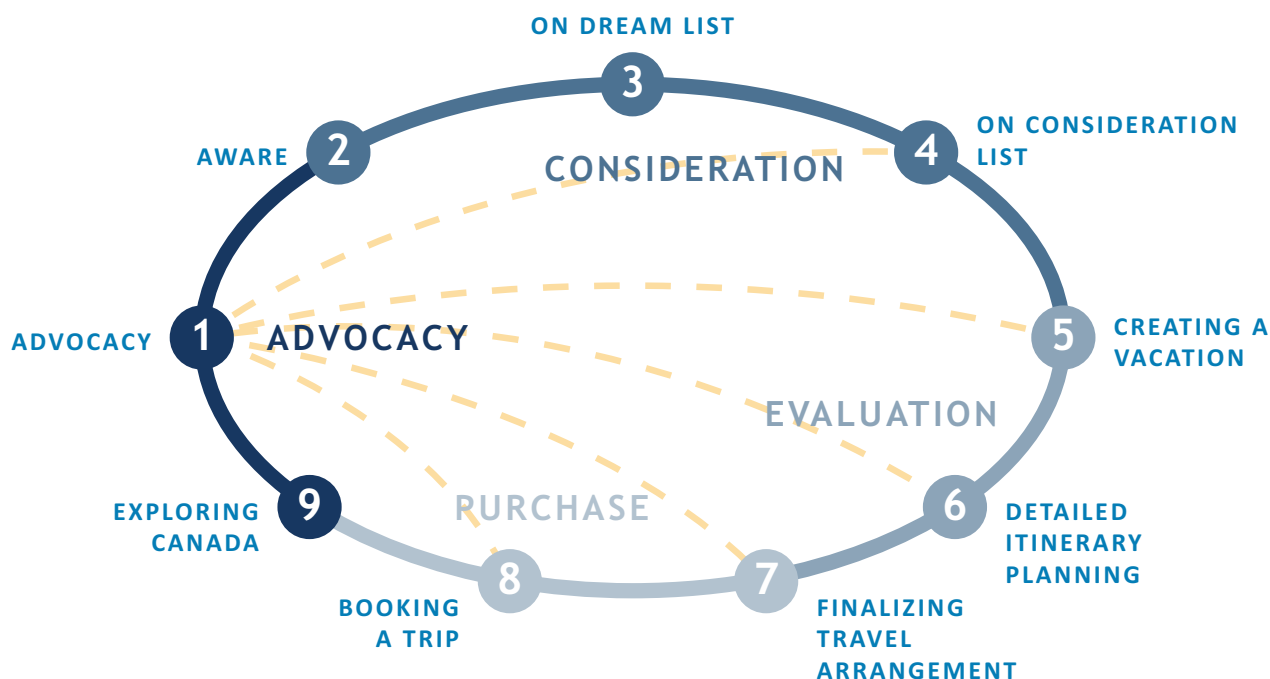 ON DREAM LIST
3
ON CONSIDERATION
LIST
4
2
AWARE
CONSIDERATION
1
ADVOCACY
ADVOCACY
5
CREATING A
VACATION
EVALUATION
9
EXPLORING
CANADA
PURCHASE
6
DETAILED
ITINERARY
PLANNING
8
BOOKING
A TRIP
7
FINALIZING
TRAVEL
ARRANGEMENT